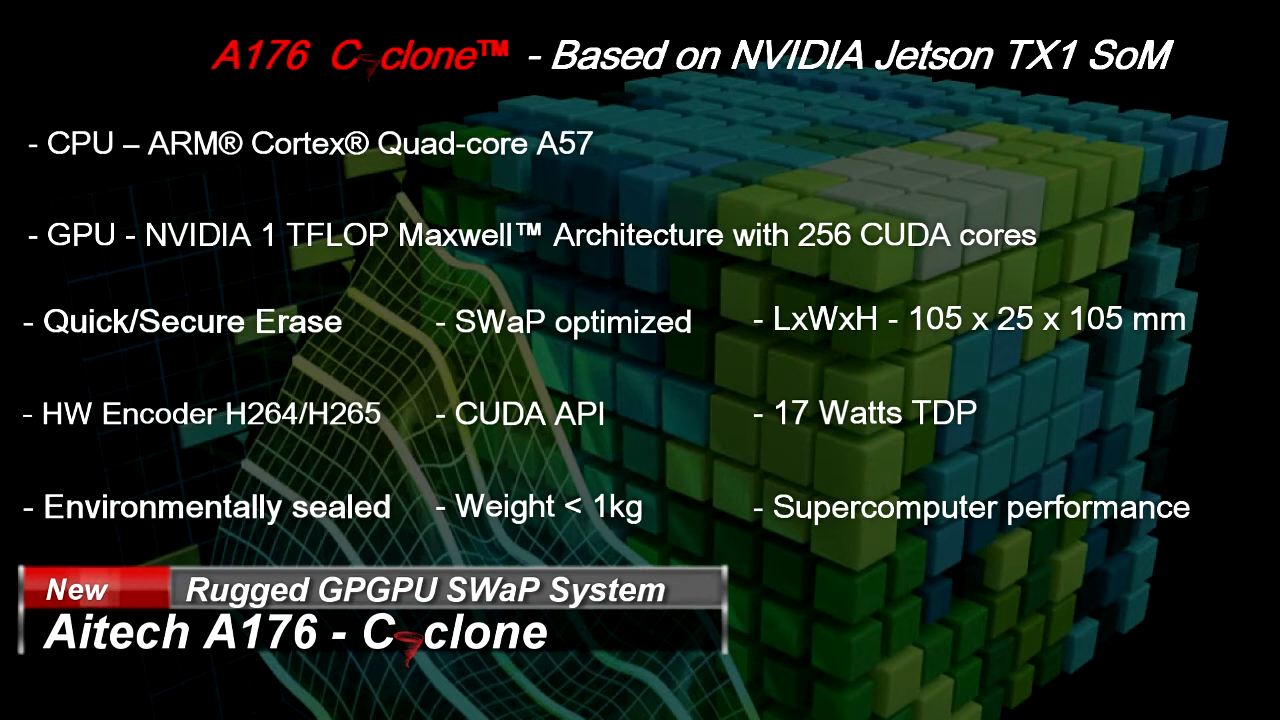 A176 Cyclone™ - Based on NVIDIA Jetson TX1 SoM
- CPU – ARM® Cortex® Quad-core A57
- GPU - NVIDIA 1 TFLOP Maxwell™ Architecture with 256 CUDA cores
- Quick/Secure Erase - SWaP optimized - LxWxH - 105 x 25 x 105 mm
- HW Encoder H264/H265 - CUDA API - 17 Watts TDP
- Environmentally sealed - Weight < 1kg - Supercomputer performance
New Rugged GPGPU SWaP System
Aitech A176 - Cyclone